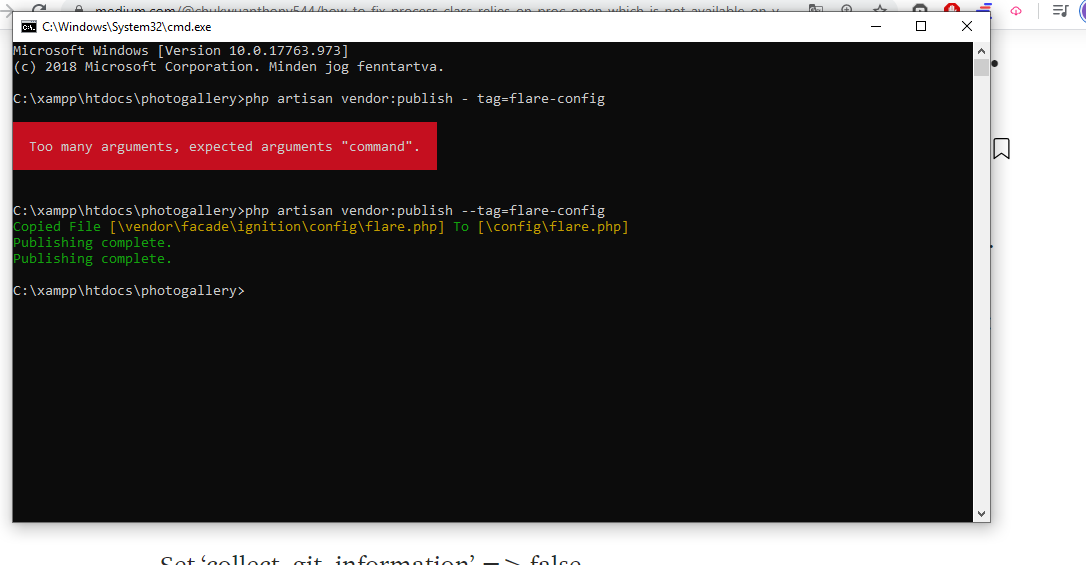 medium.com/@chukwuanthony544/how-to-fix-process-class-relies-on-proc-open-which-is-not-available-on-y
C:\Windows\System32\cmd.exe
Microsoft Windows [Version 10.0.17763.973]
(c) 2018 Microsoft Corporation. Minden jog fenntartva.
C:\xampp\htdocs\photogallery>php artisan vendor:publish - tag=flare-config
Too many arguments, expected arguments "command".
C:\xampp\htdocs\photogallery>php artisan vendor:publish --tag=flare-config
Copied File [\vendor\facade\ignition\config\flare.php] To [\config\flare.php]
Publishing complete.
Publishing complete.
C:\xampp\htdocs\photogallery>
Set ‘collect_git_information’ => false